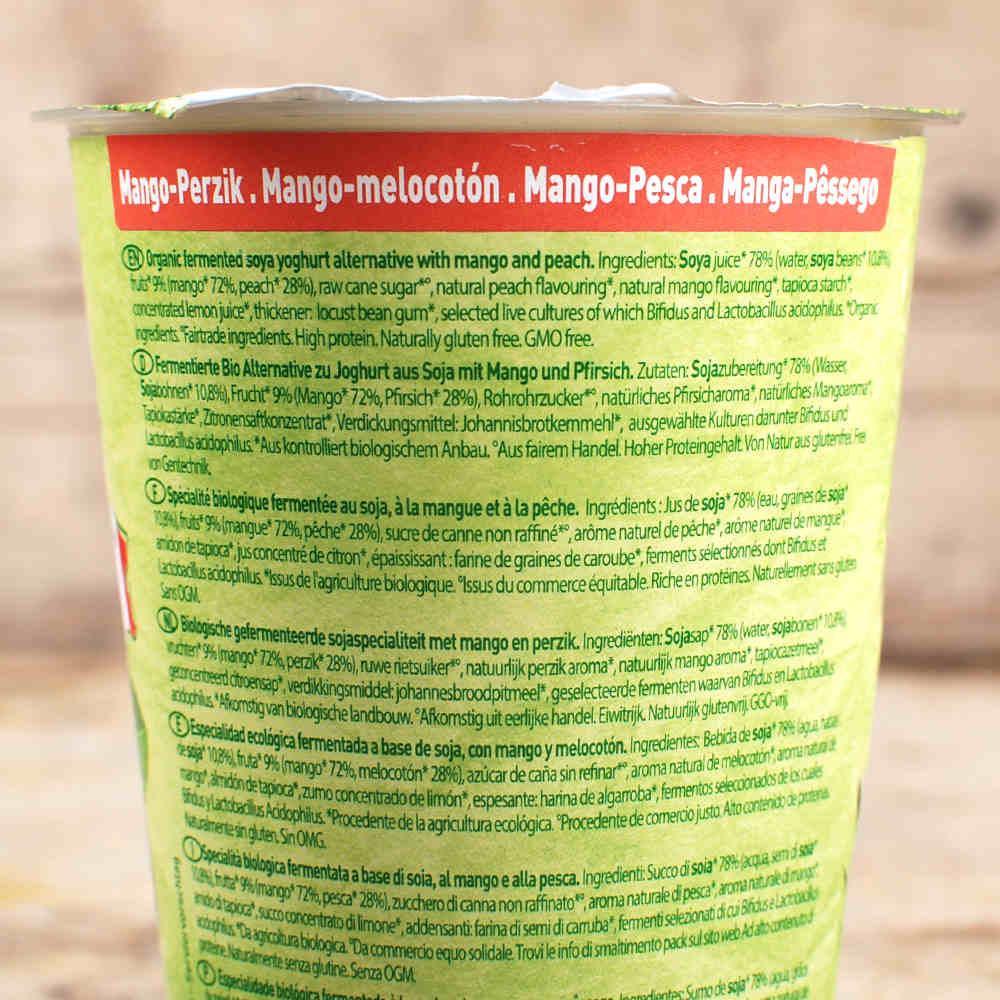 Mango-Perzik . Mango-melocotón . Mango-Pesca . Manga-Pêssego
EN Organic fermented soya yoghurt alternative with mango and peach. Ingredients: Soya juice* 78% (water, soya beans* 10,8%),
fruits* 9% (mango* 72%, peach* 28%), raw cane sugar*°, natural peach flavouring*, natural mango flavouring*, tapioca starch*,
concentrated lemon juice*, thickener: locust bean gum*, selected live cultures of which Bifidus and Lactobacillus acidophilus. *Organic
ingredients. °Fairtrade ingredients. High protein. Naturally gluten free. GMO free.
D Fermentierte Bio Alternative zu Joghurt aus Soja mit Mango und Pfirsich. Zutaten: Sojazubereitung* 78% (Wasser,
Sojabohnen* 10,8%), Frucht* 9% (Mango* 72%, Pfirsich* 28%), Rohrohrzucker*°, natürliches Pfirsicharoma*, natürliches Mangoaroma*,
Tapiokastärke*, Zitronensaftkonzentrat*, Verdickungsmittel: Johannisbrotkernmehl*, ausgewählte Kulturen darunter Bifidus und
Lactobacillus acidophilus. *Aus kontrolliert biologischem Anbau. °Aus fairem Handel. Hoher Proteingehalt. Von Natur aus glutenfrei. Frei
von Gentechnik.
F Spécialité biologique fermentée au soja, à la mangue et à la pêche. Ingrédients : Jus de soja* 78% (eau, graines de soja*
10,8%), fruits* 9% (mangue* 72%, pêche* 28%), sucre de canne non raffiné*°, arôme naturel de pêche*, arôme naturel de mangue*,
amidon de tapioca*, jus concentré de citron*, épaississant : farine de graines de caroube*, ferments sélectionnés dont Bifidus et
Lactobacillus acidophilus. *Issus de l'agriculture biologique. °Issus du commerce équitable. Riche en protéines. Naturellement sans gluten.
Sans OGM.
NL Biologische gefermenteerde sojaspecialiteit met mango en perzik. Ingrediënten: Sojasap* 78% (water, sojabonen* 10,8%),
vruchten* 9% (mango* 72%, perzik* 28%), ruwe rietsuiker*°, natuurlijk perzik aroma*, natuurlijk mango aroma*, tapiocazetmeel*,
geconcentreerd citroensap*, verdikkingsmiddel: johannesbroodpitmeel*, geselecteerde fermenten waarvan Bifidus en Lactobacillus
acidophilus. *Afkomstig van biologische landbouw. °Afkomstig uit eerlijke handel. Eiwitrijk. Natuurlijk glutenvrij. GGO-vrij.
E Especialidad ecológica fermentada a base de soja, con mango y melocotón. Ingredientes: Bebida de soja* 78% (agua, habas
de soja* 10,8%), fruta* 9% (mango* 72%, melocotón* 28%), azúcar de caña sin refinar*°, aroma natural de melocotón*, aroma natural de
mango*, almidón de tapioca*, zumo concentrado de limón*, espesante: harina de algarroba*, fermentos seleccionados de los cuales
Bífidus y Lactobacillus Acidophilus. *Procedente de la agricultura ecológica. °Procedente de comercio justo. Alto contenido de proteínas.
Naturalmente sin gluten. Sin OMG.
I Specialità biologica fermentala a base di soia, al mango e alla pesca. Ingredienti: Succo di soia* 78% (acqua, semi di soia*
10,8%), frutta* 9% (mango* 72%, pesca* 28%), zucchero di canna non raffinato*°, aroma naturale di pesca*, aroma naturale di mango*,
amido di tapioca*, succo concentrato di limone*, addensanti: farina di semi di carruba*, fermenti selezionati di cui Bifidus e Lactobacillus
acidophilus. *Da agricoltura biologica. °Da commercio equo solidale. Trovi le info di smaltimento pack sul sito web Ad alto contenuto di
proteine. Naturalmente senza glutine. Senza OGM.
P Especialidade biológica fermentada Ingredientes: Sumo de soja* 78% (água,